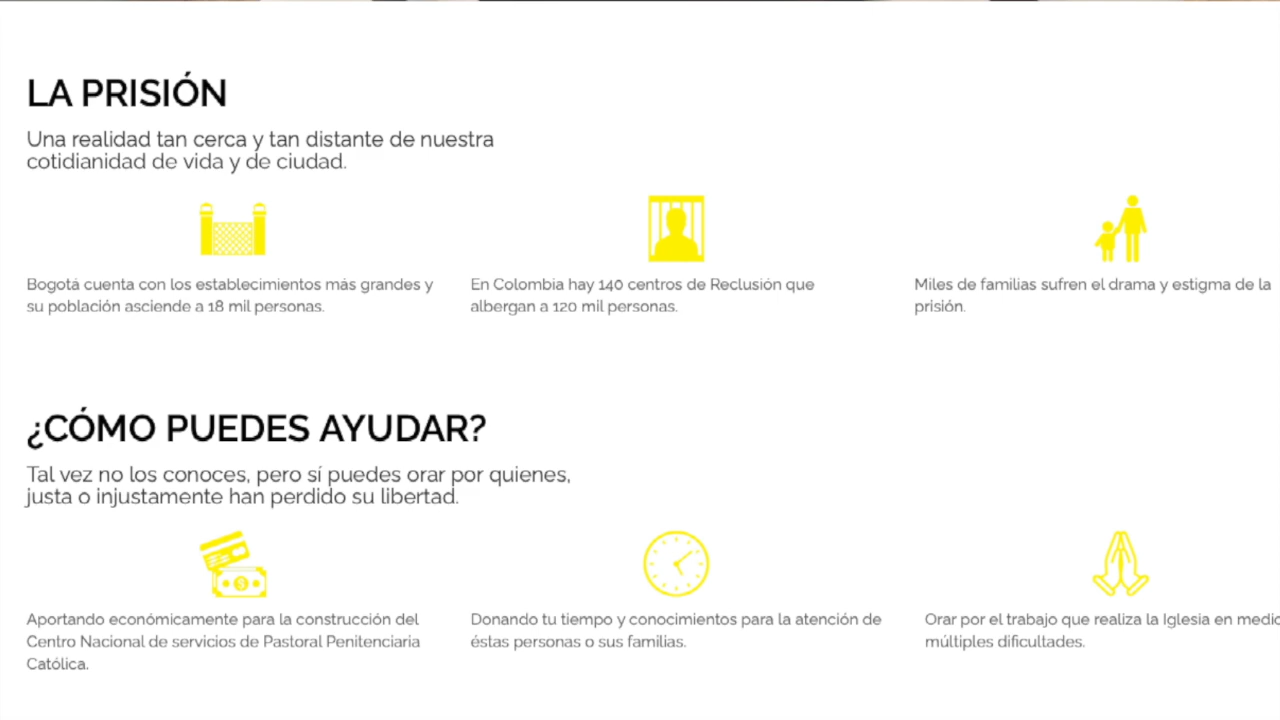 LA PRISIÓN
Una realidad tan cerca y tan distante de nuestra
cotidianidad de vida y de ciudad.
Bogotá cuenta con los establecimientos más grandes y
su población asciende a 18 mil personas.
En Colombia hay 140 centros de Reclusión que
albergan a 120 mil personas.
Miles de familias sufren el drama y estigma de la
prisión.
¿CÓMO PUEDES AYUDAR?
Tal vez no los conoces, pero sí puedes orar por quienes,
justa o injustamente han perdido su libertad.
Aportando económicamente para la construcción del
Centro Nacional de servicios de Pastoral Penitenciaria
Católica.
Donando tu tiempo y conocimientos para la atención de
éstas personas o sus familias.
Orar por el trabajo que realiza la Iglesia en
múltiples dificultades.